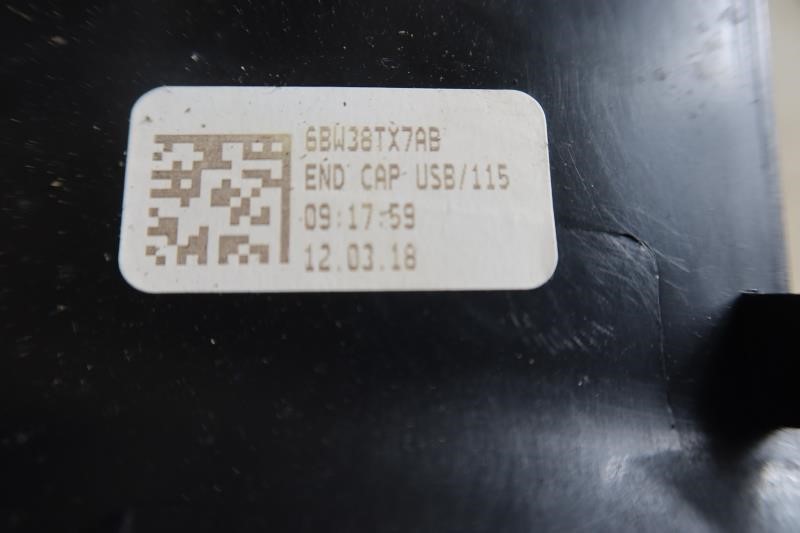 6BW38TX7AB
END CAP USB/115
09:17:59
12.03.18